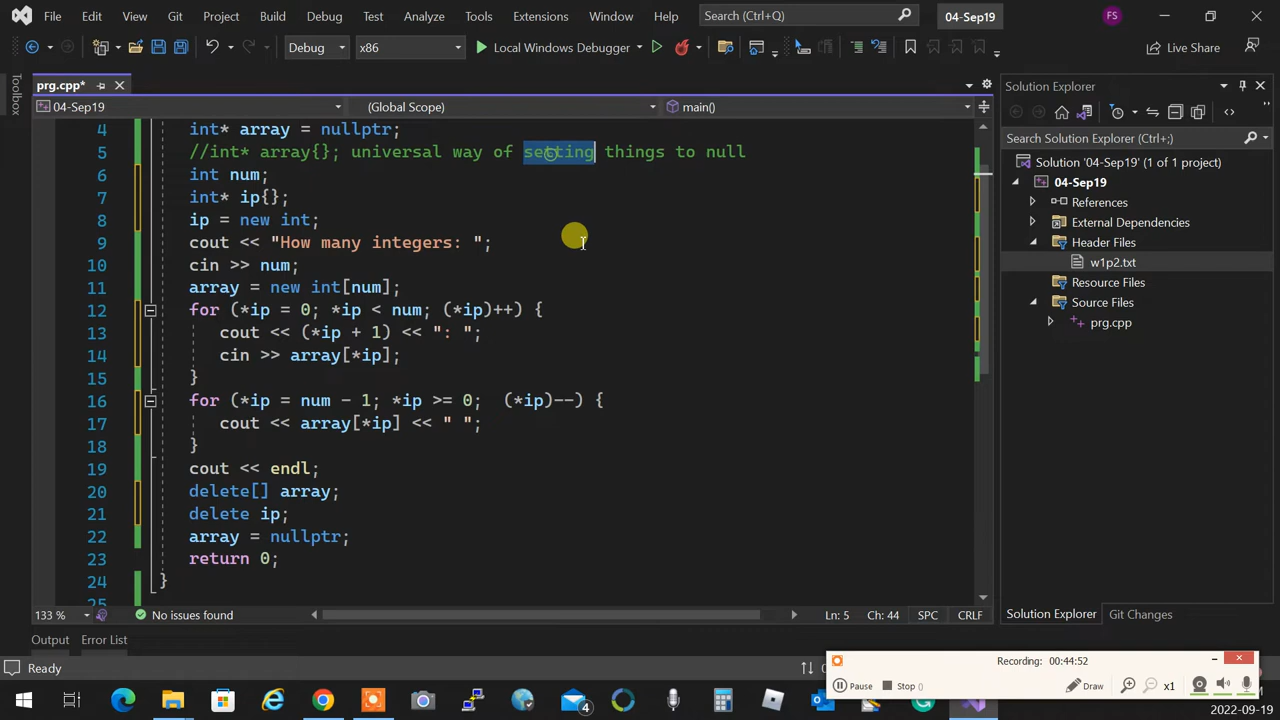 File Edit View Git Project Build Debug Test Analyze Tools Extensions Window Help Search (Ctrl+Q) 04-Sep19 FS
Debug x86 Local Windows Debugger Live Share
Toolbox
prg.cpp*
04-Sep19 (Global Scope) main()
4 int* array = nullptr;
5 //int* array{}; universal way of setting things to null
6 int num;
7 int* ip{};
8 ip = new int;
9 cout << "How many integers: ";
10 cin >> num;
11 array = new int[num];
12 for (*ip = 0; *ip < num; (*ip)++) {
13 cout << (*ip + 1) << ": ";
14 cin >> array[*ip];
15 }
16 for (*ip = num - 1; *ip >= 0;  (*ip)--) {
17 cout << array[*ip] << " ";
18 }
19 cout << endl;
20 delete[] array;
21 delete ip;
22 array = nullptr;
23 return 0;
24 }
25
133 % No issues found Ln: 5 Ch: 44 SPC CRLF
Output Error List
Ready
Solution Explorer
Search Solution Explorer (Ctrl+;)
Solution '04-Sep19' (1 of 1 project)
04-Sep19
References
External Dependencies
Header Files
w1p2.txt
Resource Files
Source Files
prg.cpp
Solution Explorer Git Changes
Recording: 00:44:52
Pause Stop Draw x1
4
2022-09-19